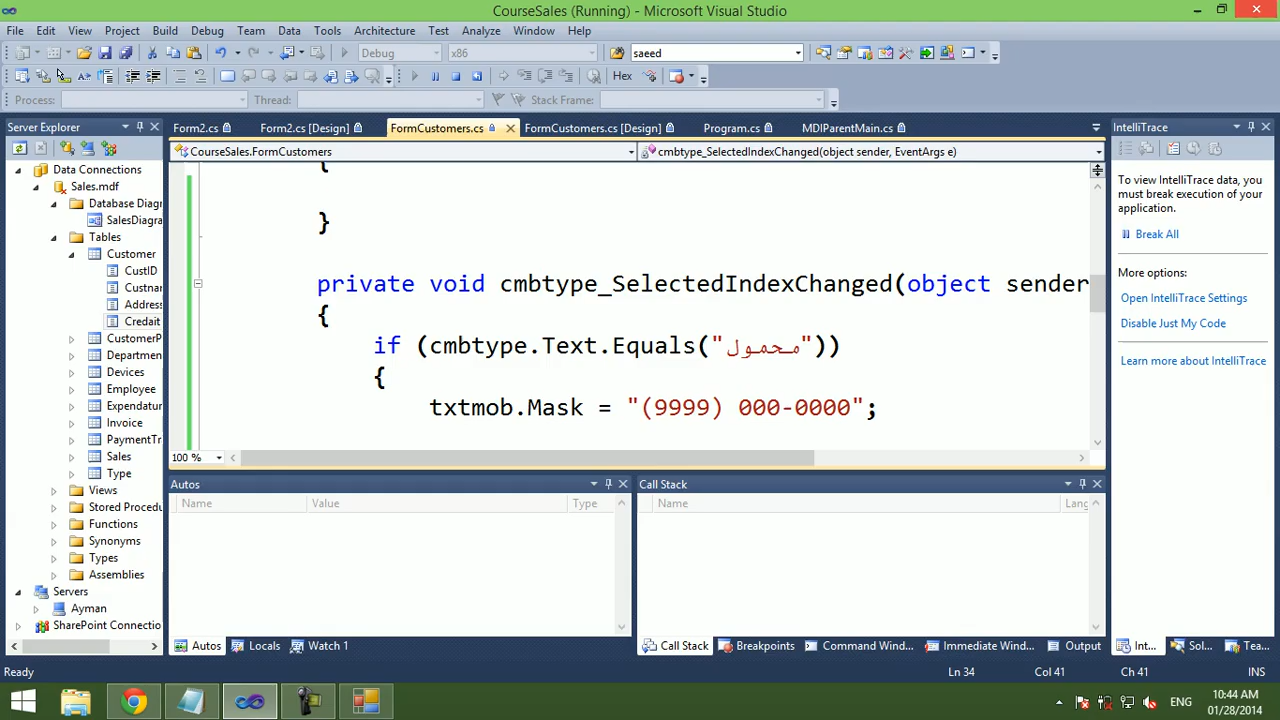 CourseSales (Running) - Microsoft Visual Studio
File Edit View Project Build Debug Team Data Tools Architecture Test Analyze Window Help
Debug x86 saeed
Hex
Process: Thread: Stack Frame:
Server Explorer
Form2.cs Form2.cs [Design] FormCustomers.cs FormCustomers.cs [Design] Program.cs MDIParentMain.cs
IntelliTrace
CourseSales.FormCustomers cmbtype_SelectedIndexChanged(object sender, EventArgs e)
Data Connections
Sales.mdf
Database Diagr
SalesDiagra
Tables
Customer
CustID
Custnar
Address
Credait
CustomerP
Departmen
Devices
Employee
Expendatur
Invoice
PaymentTr
Sales
Type
Views
Stored Procedu
Functions
Synonyms
Types
Assemblies
Servers
Ayman
SharePoint Connectio
{
}
private void cmbtype_SelectedIndexChanged(object sender
{
if (cmbtype.Text.Equals("محمول"))
{
txtmob.Mask = "(9999) 000-0000";
100 %
To view IntelliTrace data, you must break execution of your application.
Break All
More options:
Open IntelliTrace Settings
Disable Just My Code
Learn more about IntelliTrace
Autos
Name Value Type
Call Stack
Name Lang
Autos Locals Watch 1
Call Stack Breakpoints Command Wind... Immediate Wind... Output
Int... Sol... Tea...
Ready Ln 34 Col 41 Ch 41 INS
ENG
10:44 AM
01/28/2014